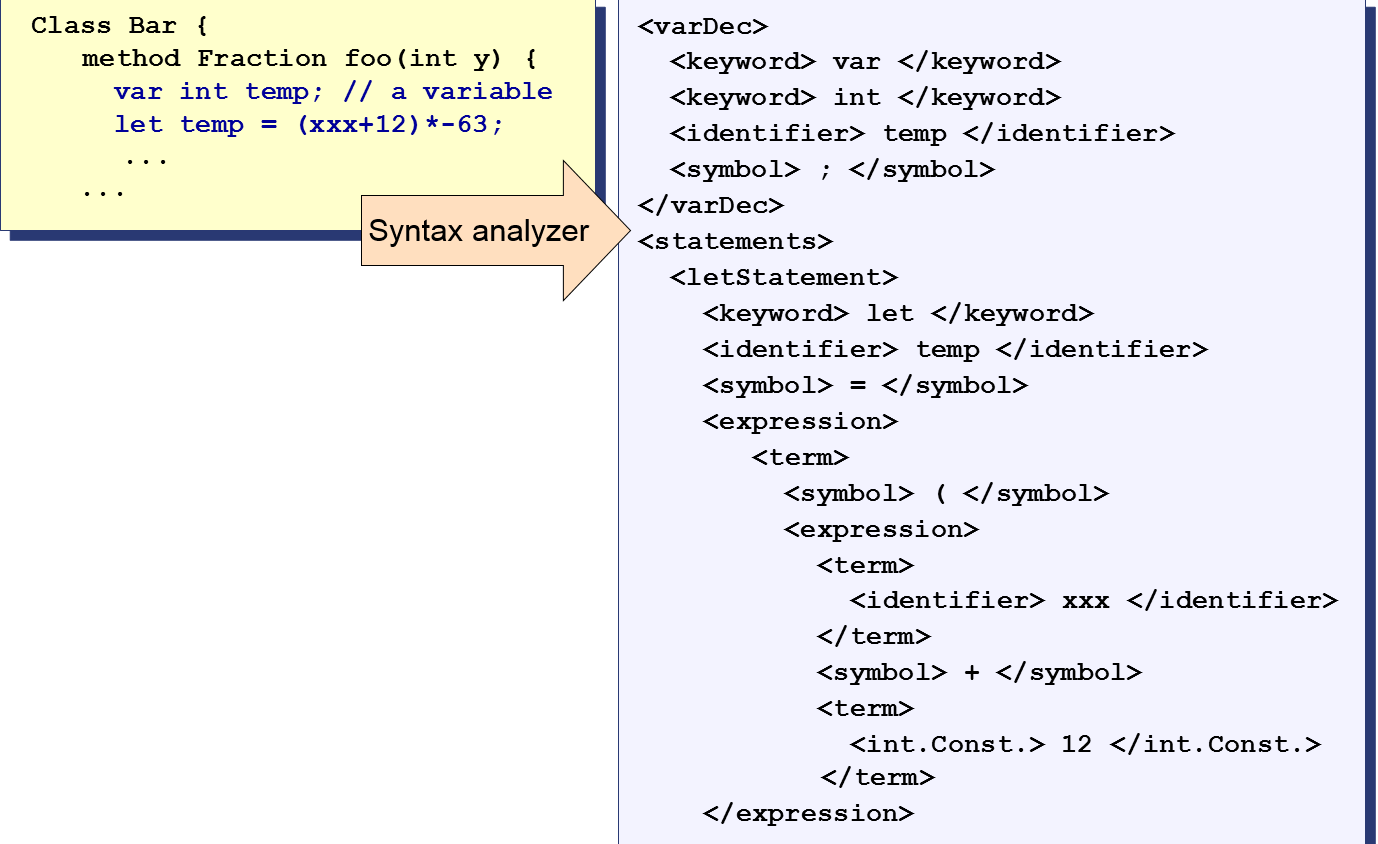 Class Bar {
method Fraction foo(int y) {
var int temp; // a variable
let temp = (xxx+12)*-63;
...
...
Syntax analyzer
<varDec>
<keyword> var </keyword>
<keyword> int </keyword>
<identifier> temp </identifier>
<symbol> ; </symbol>
</varDec>
<statements>
<letStatement>
<keyword> let </keyword>
<identifier> temp </identifier>
<symbol> = </symbol>
<expression>
<term>
<symbol> ( </symbol>
<expression>
<term>
<identifier> xxx </identifier>
</term>
<symbol> + </symbol>
<term>
<int.Const.> 12 </int.Const.>
</term>
</expression>